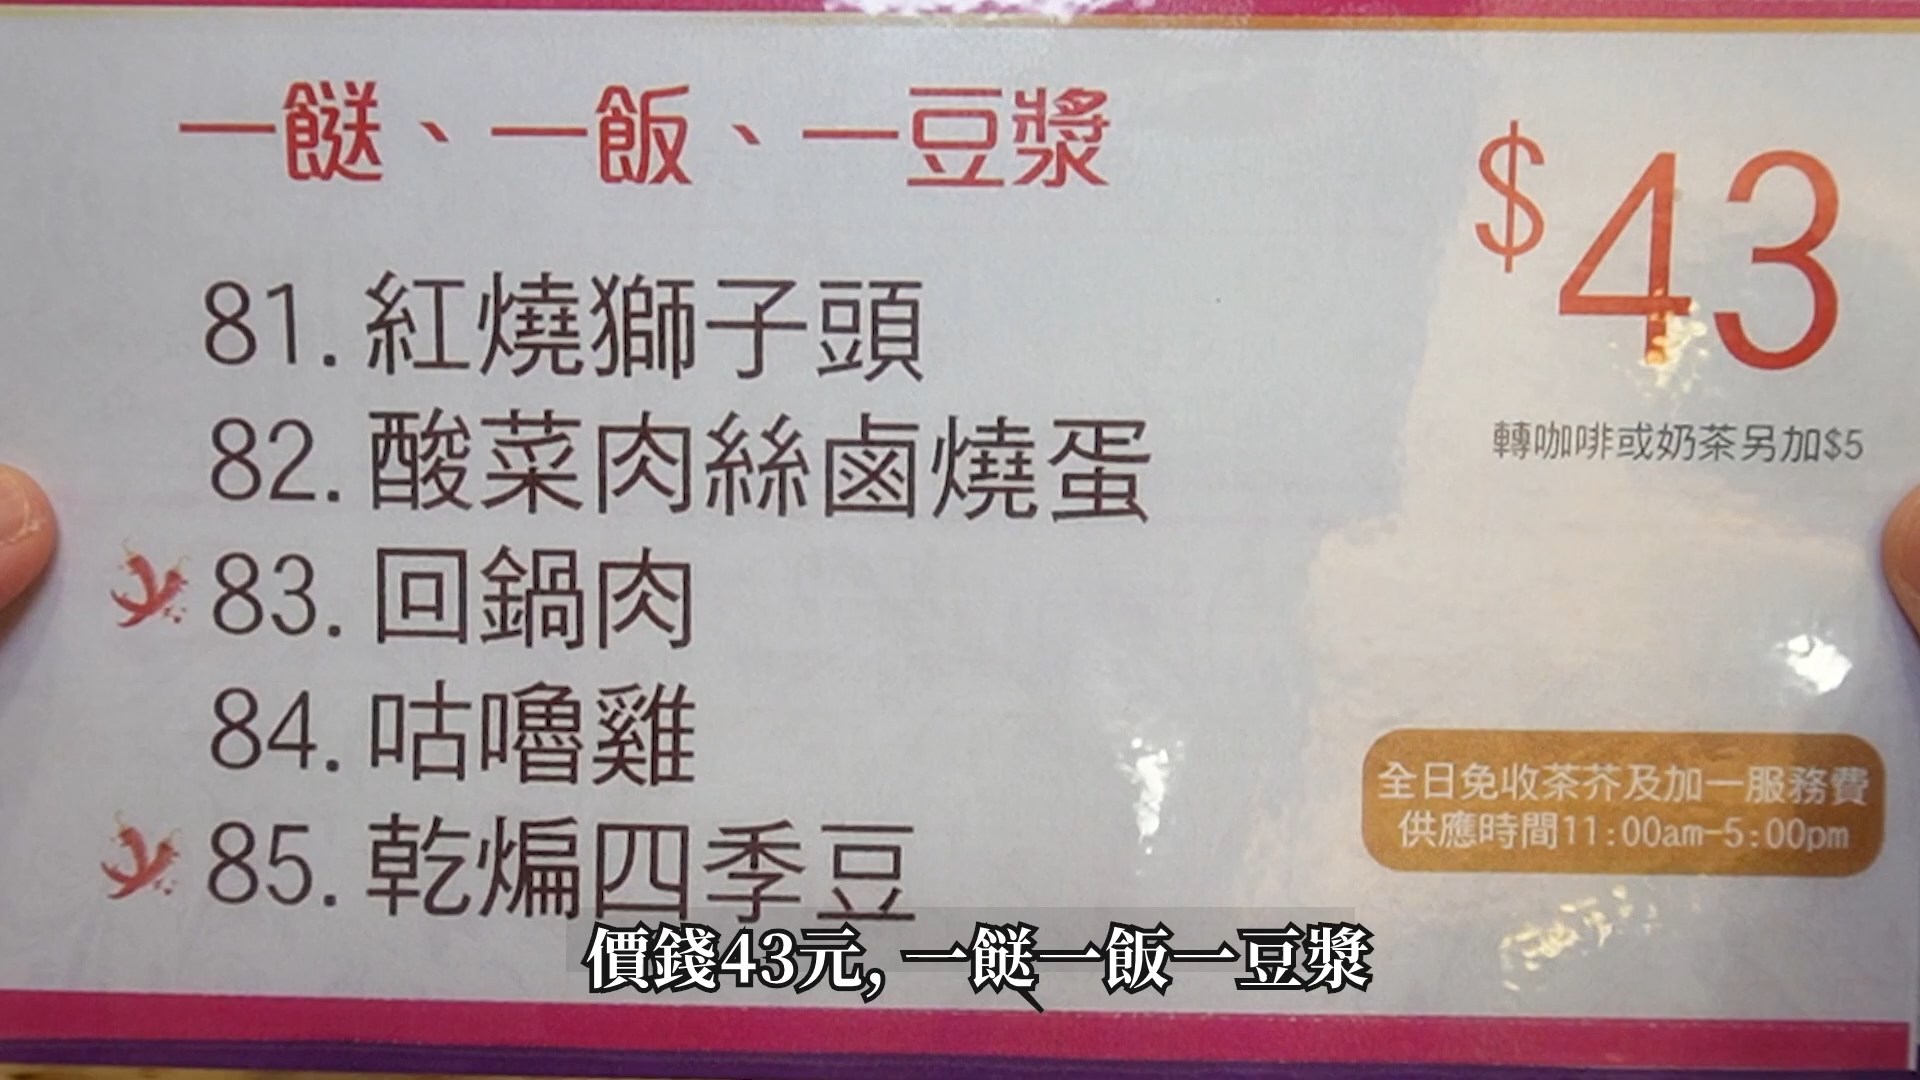 一餸、一飯、一豆漿
$43
81.紅燒獅子頭
轉咖啡或奶茶另加$5
82.酸菜肉絲鹵燒蛋
83.回鍋肉
84.咕嚕雞
85.乾煸四季豆
全日免收茶芥及加一服務費
供應時間11:00am-5:00pm
價錢43元,一餸一飯一豆漿